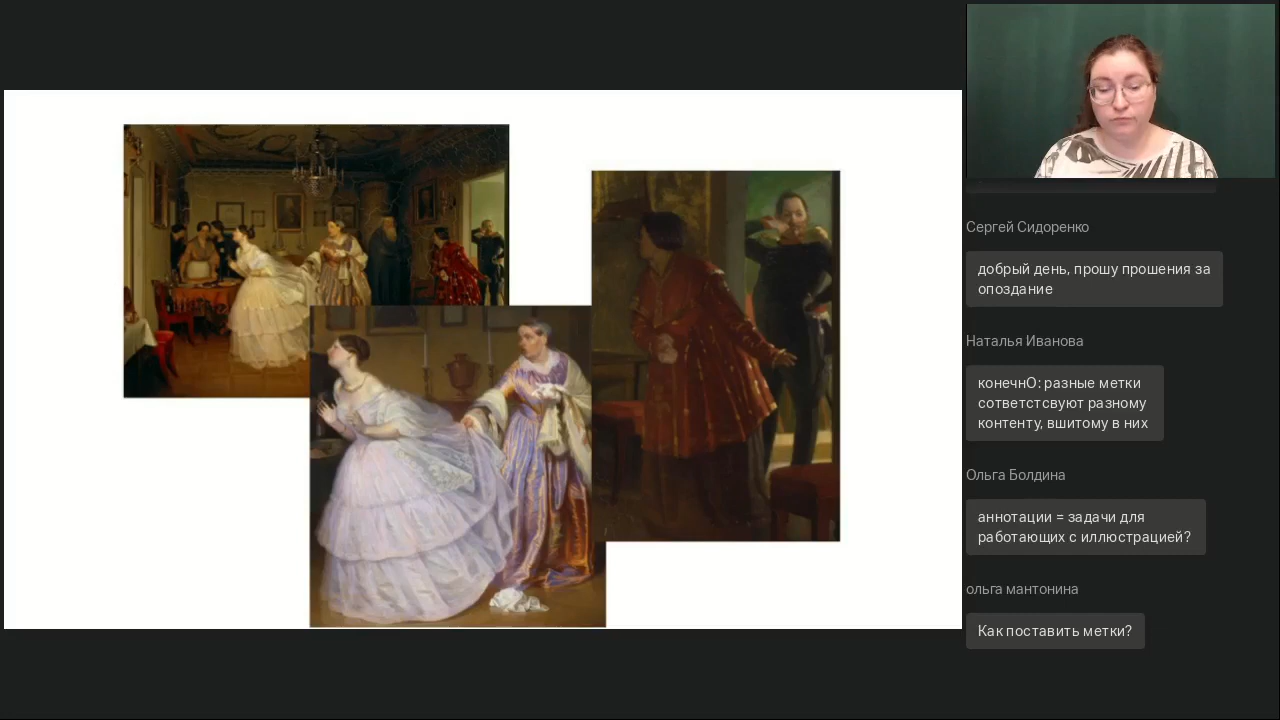 Сергей Сидоренко
добрый день, прошу прошения за
опоздание
Наталья Иванова
конечнО: разные метки
сответстсвуют разному
контенту, вшитому в них
Ольга Болдина
аннотации = задачи для
работающих с иллюстрацией?
ольга мантонина
Как поставить метки?